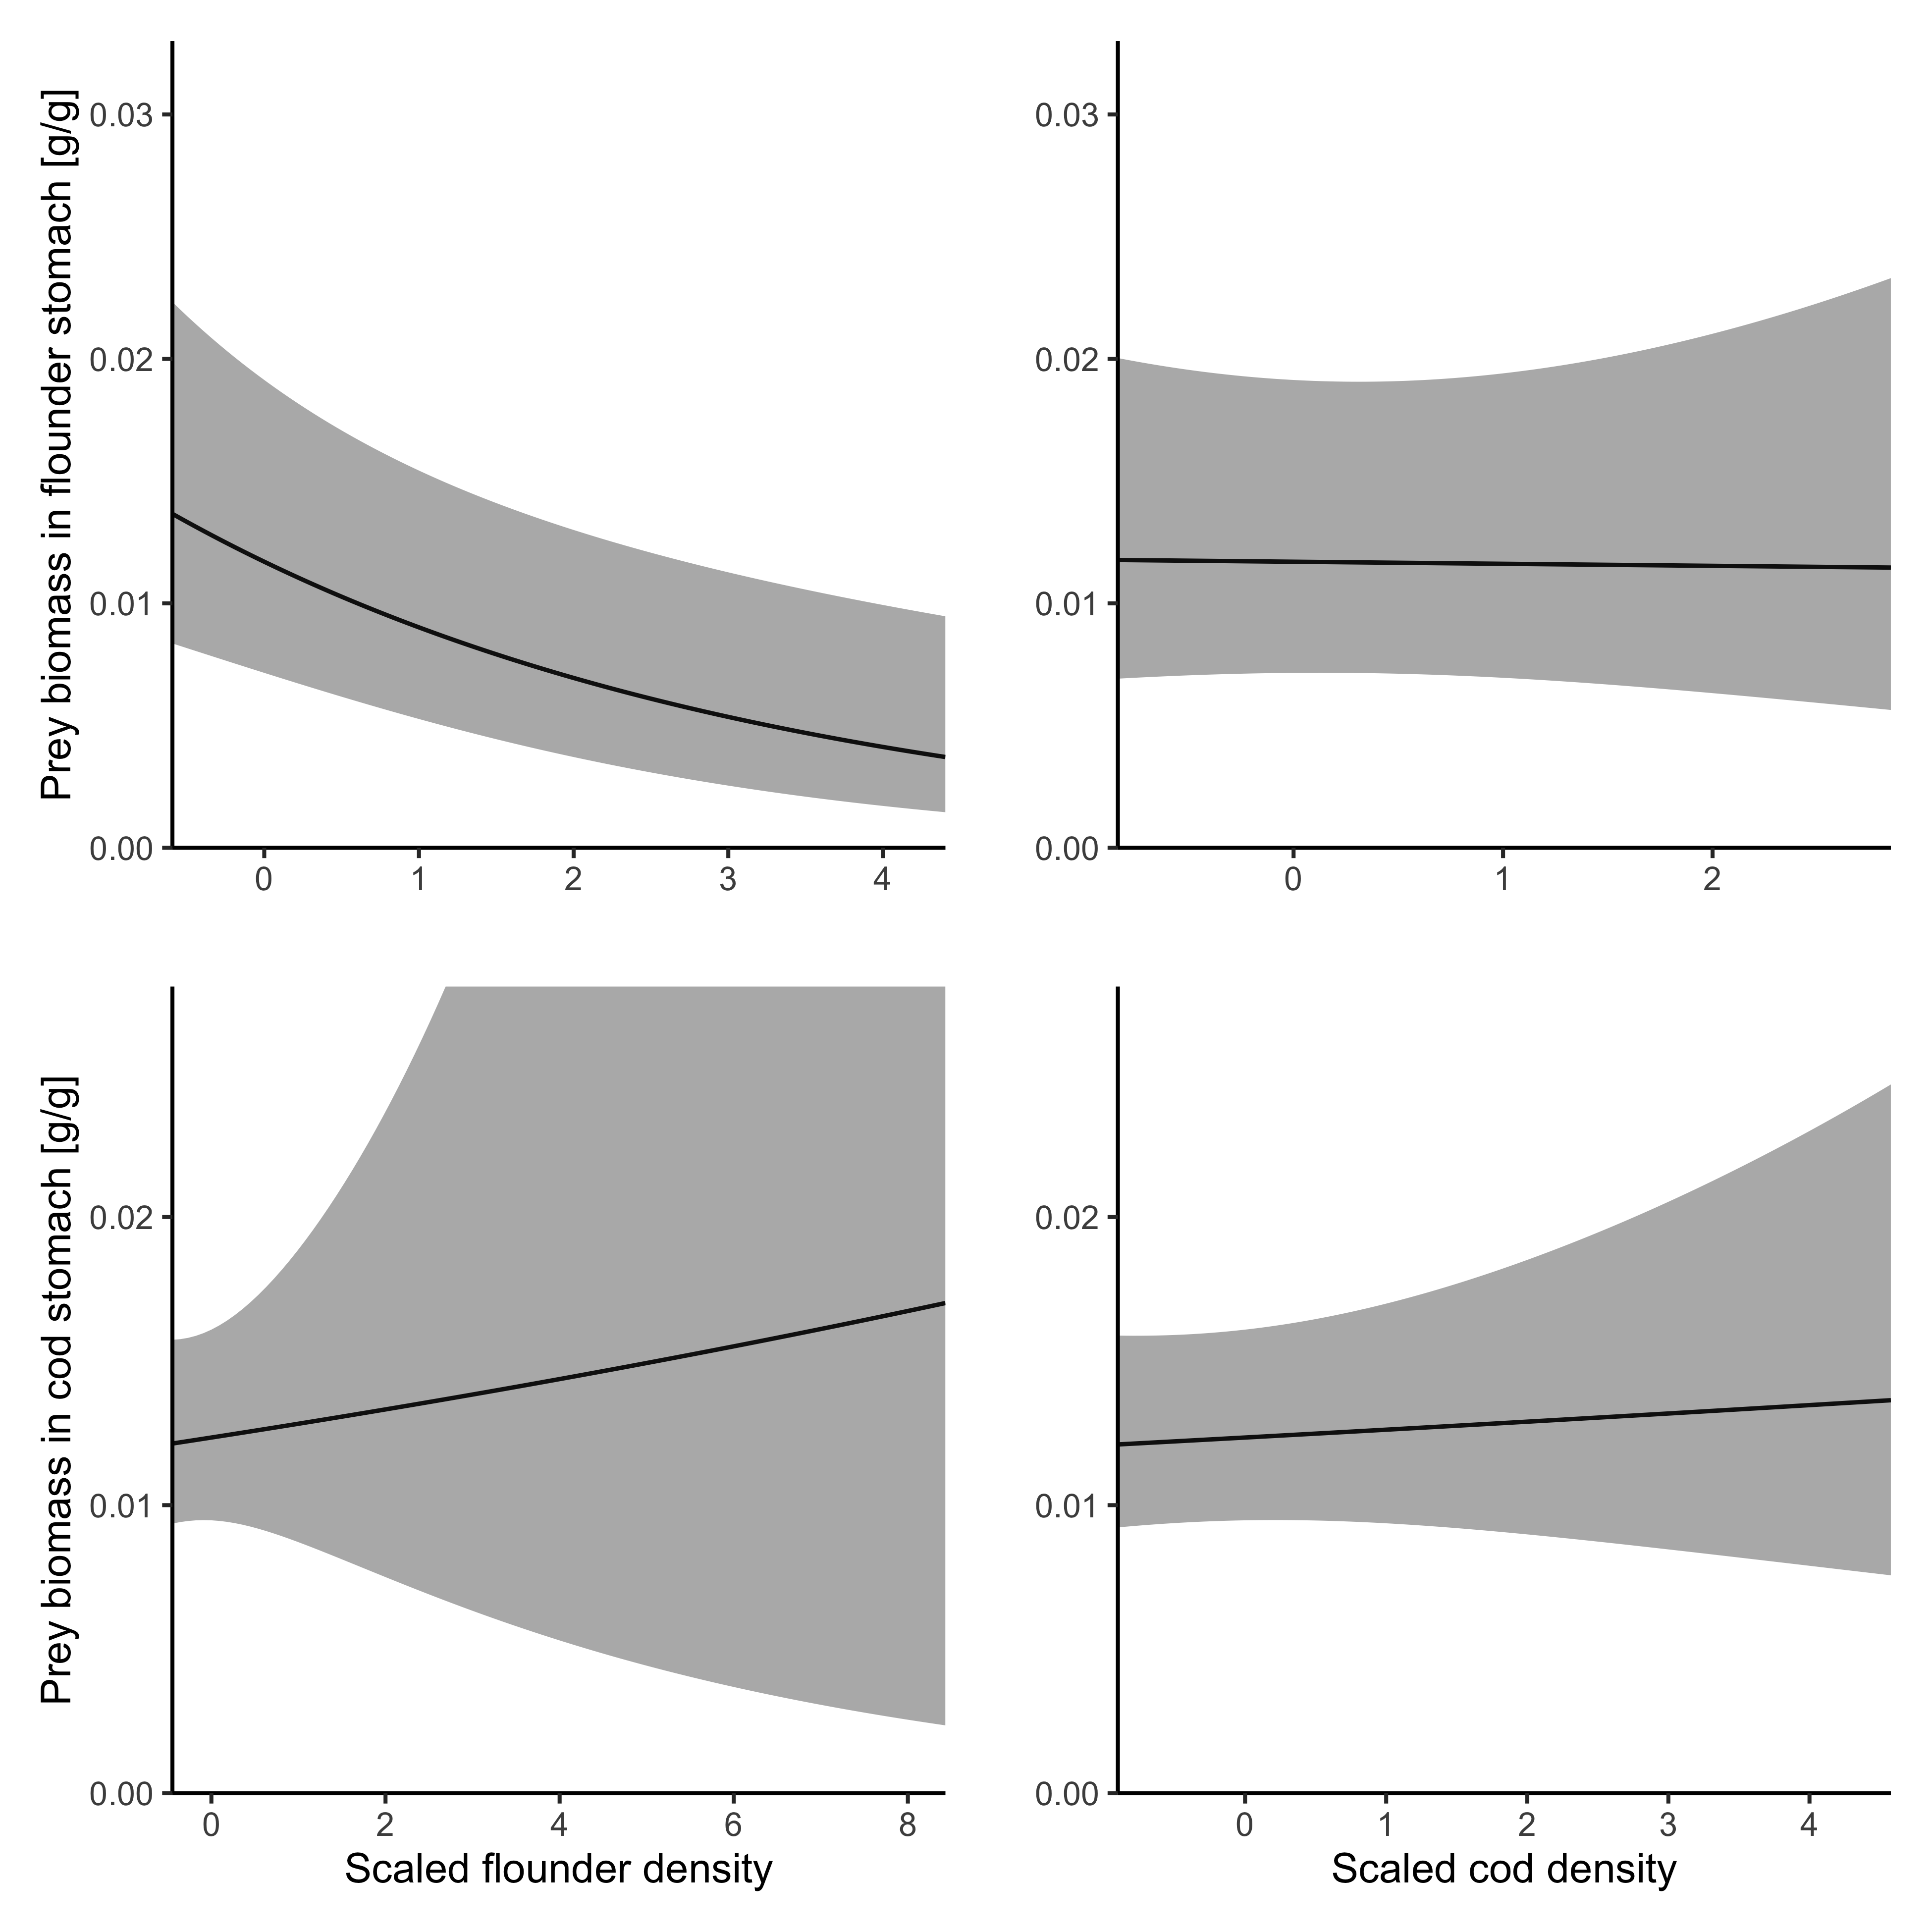 Prey biomass in flounder stomach [g/g]
0.03
0.02
0.01
0.00
0 1 2 3 4
0.03
0.02
0.01
0.00
0 1 2
Prey biomass in cod stomach [g/g]
0.02
0.01
0.00
0 2 4 6 8
Scaled flounder density
0.02
0.01
0.00
0 1 2 3 4
Scaled cod density